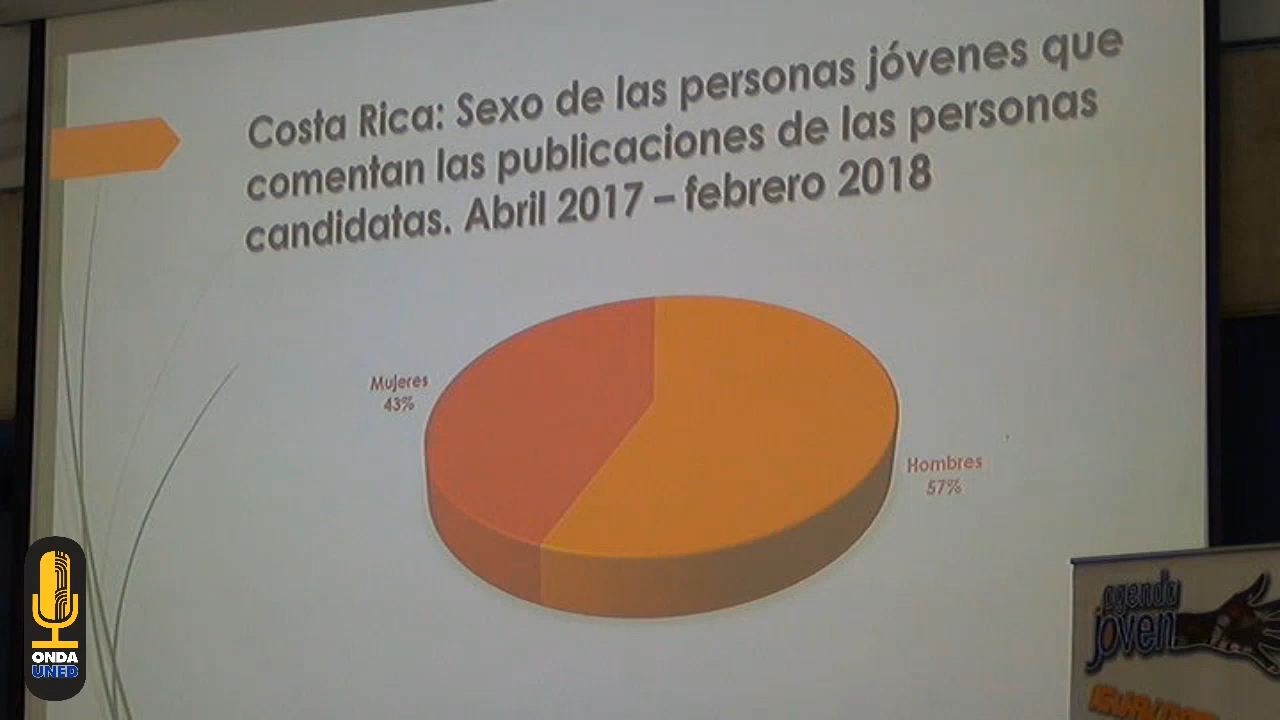 Costa Rica: Sexo de las personas jóvenes que
comentan las publicaciones de las personas
candidatas. Abril 2017 – febrero 2018
Mujeres
43%
Hombres
57%
agenda
joven
ONDA
UNED